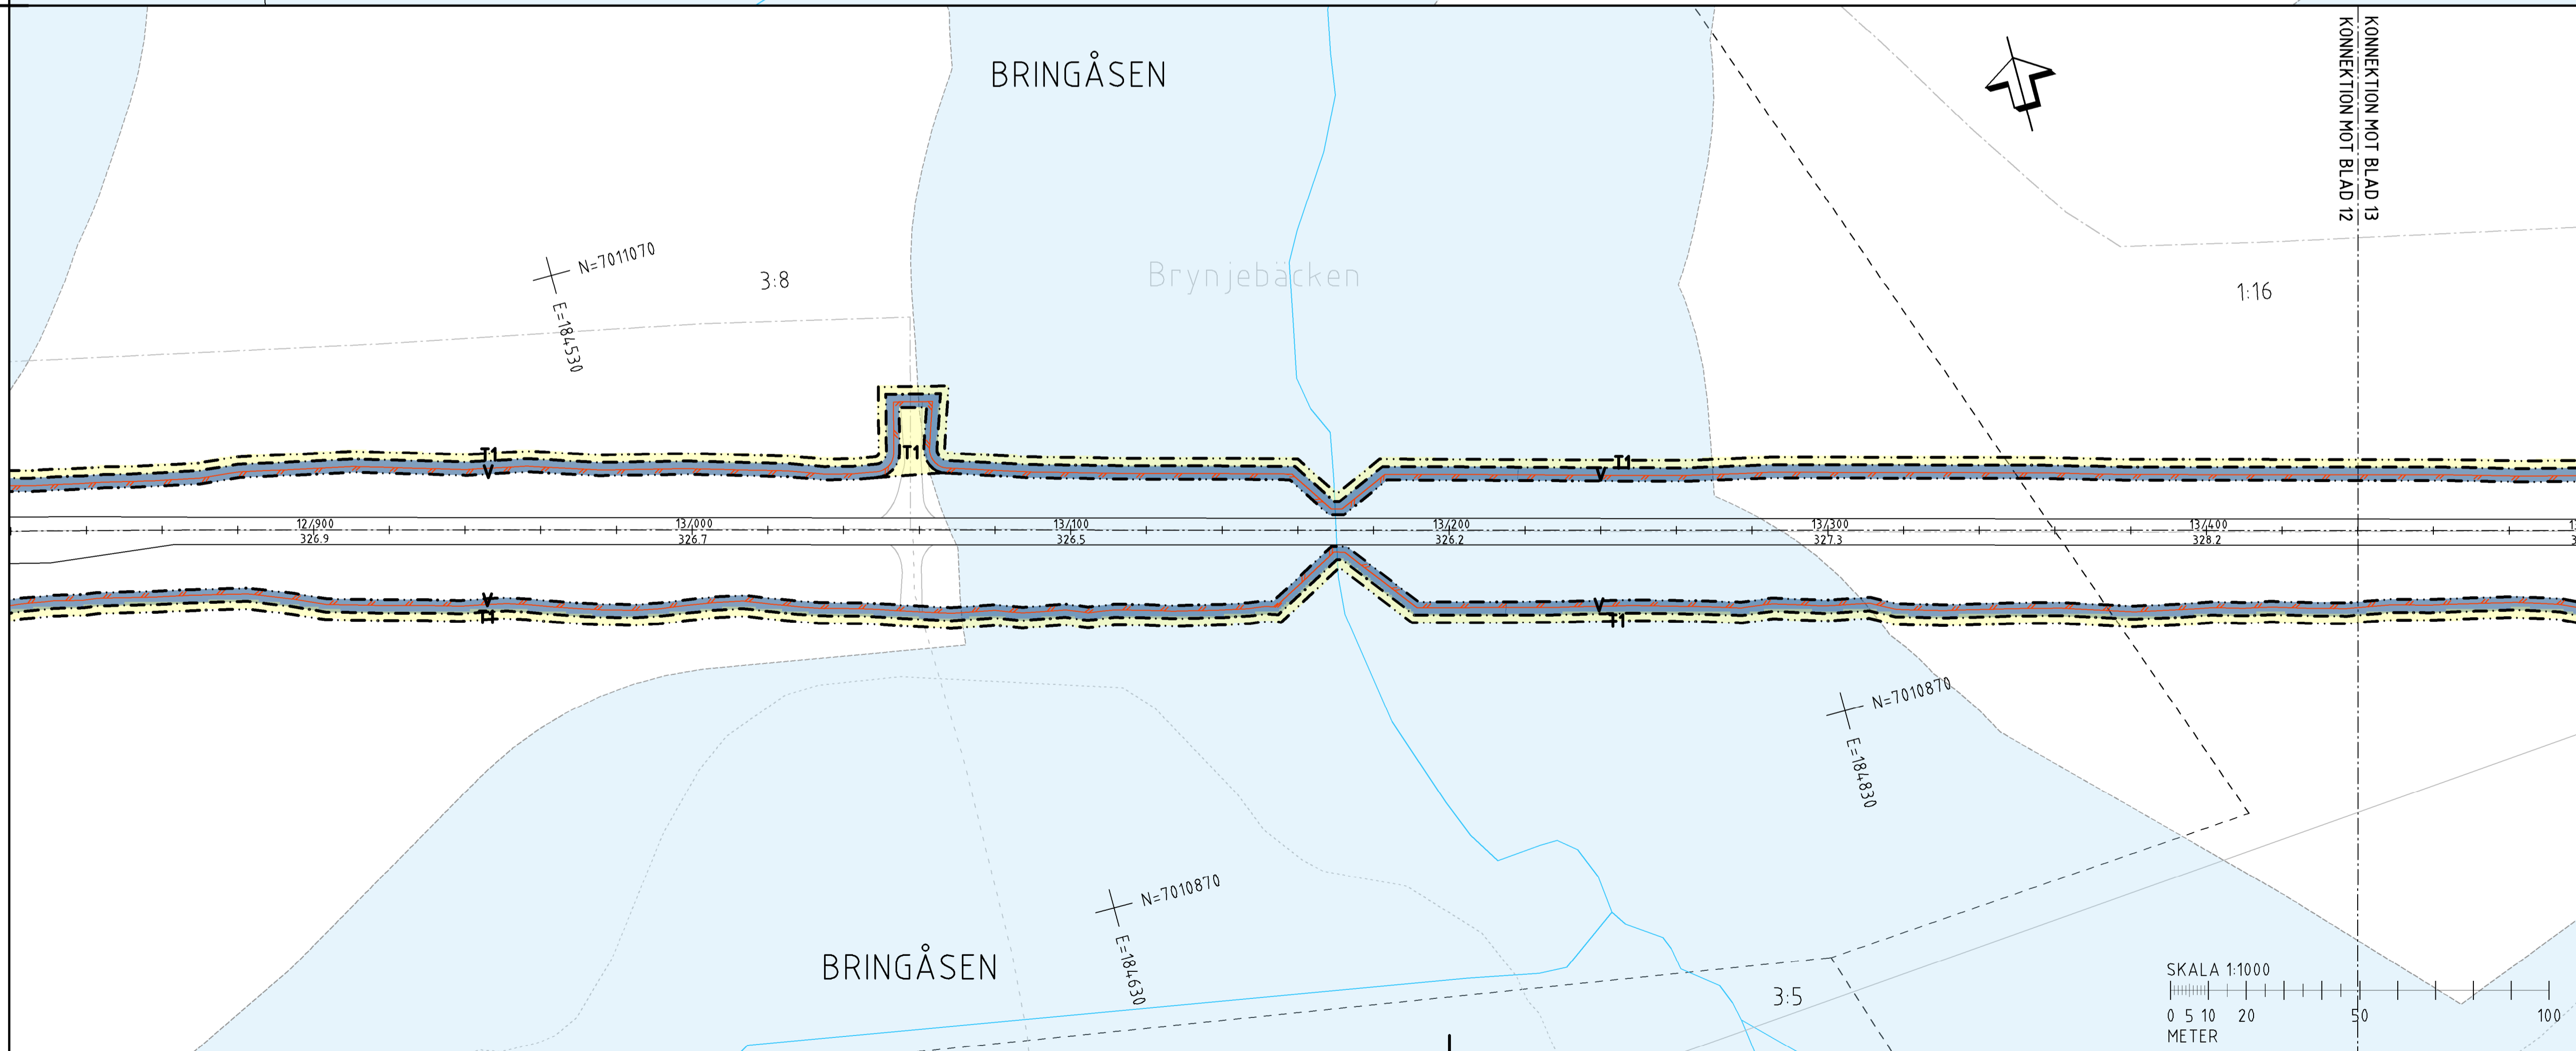 BRINGÅSEN
KONNEKTION MOT BLAD 13
KONNEKTION MOT BLAD 12
N=7011070
E=184530
3:8
Brynjebäcken
1:16
T1
V
T1
T1
V
12/900
326.9
13/000
326.7
13/100
326.5
13/200
326.2
13/300
327.3
13/400
328.2
V
T1
V
T1
N=7010870
E=184830
N=7010870
E=184630
BRINGÅSEN
3:5
SKALA 1:1000
0 5 10 20 50 100
METER